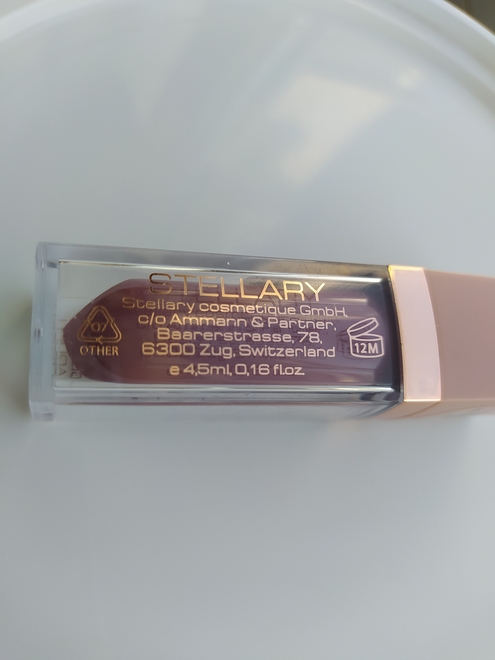 STELLARY
Stellary cosmetique GmbH,
c/o Ammann & Partner,
Baarerstrasse, 78,
6300 Zug, Switzerland
e 4,5ml, 0,16 fl.oz.
07
OTHER
12M